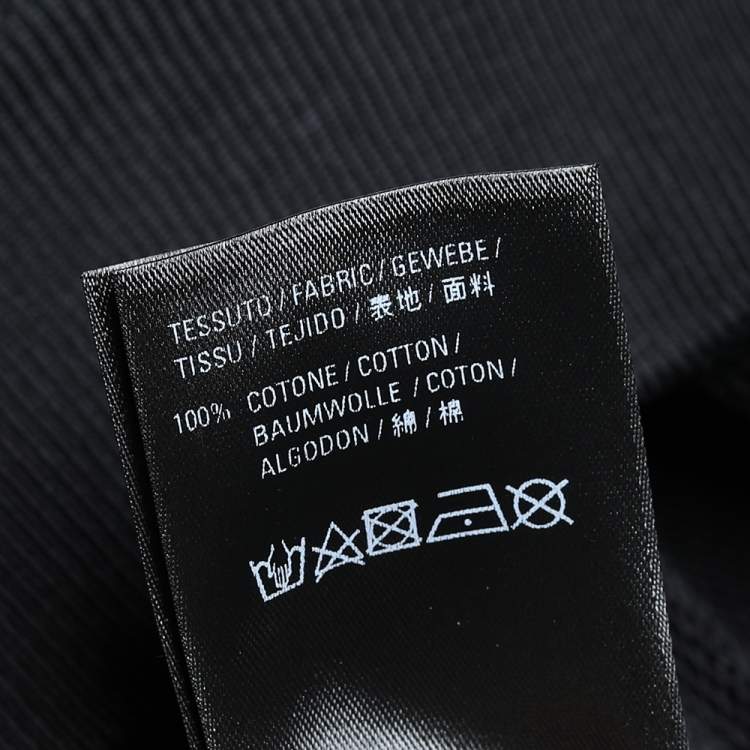 TESSUTO / FABRIC / GEWEBE /
TISSU / TEJIDO / 表地 / 面料
100% COTONE / COTTON /
BAUMWOLLE / COTON /
ALGODON / 綿 / 棉